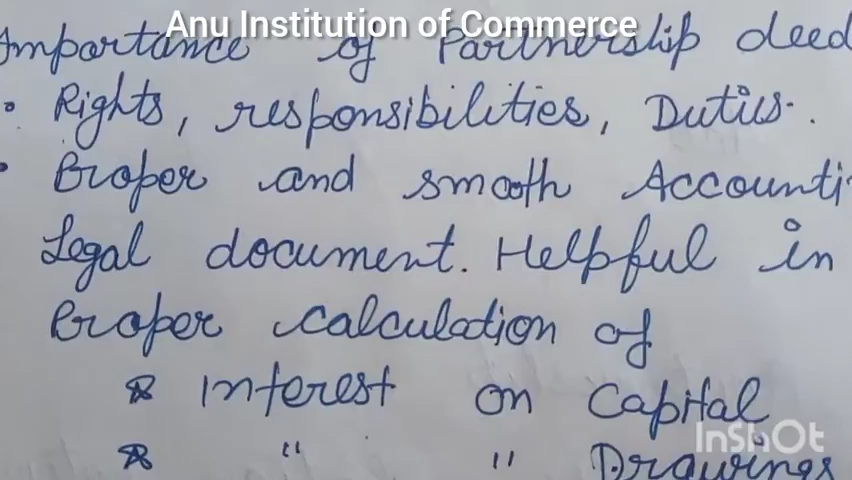 Anu Institution of Commerce
Importance of Partnership deed
• Rights, responsibilities, Duties.
• Proper and smooth Accounti
Legal document. Helpful in
Proper calculation of
☆ Interest on Capital
☆ " " Drawings
InShOt